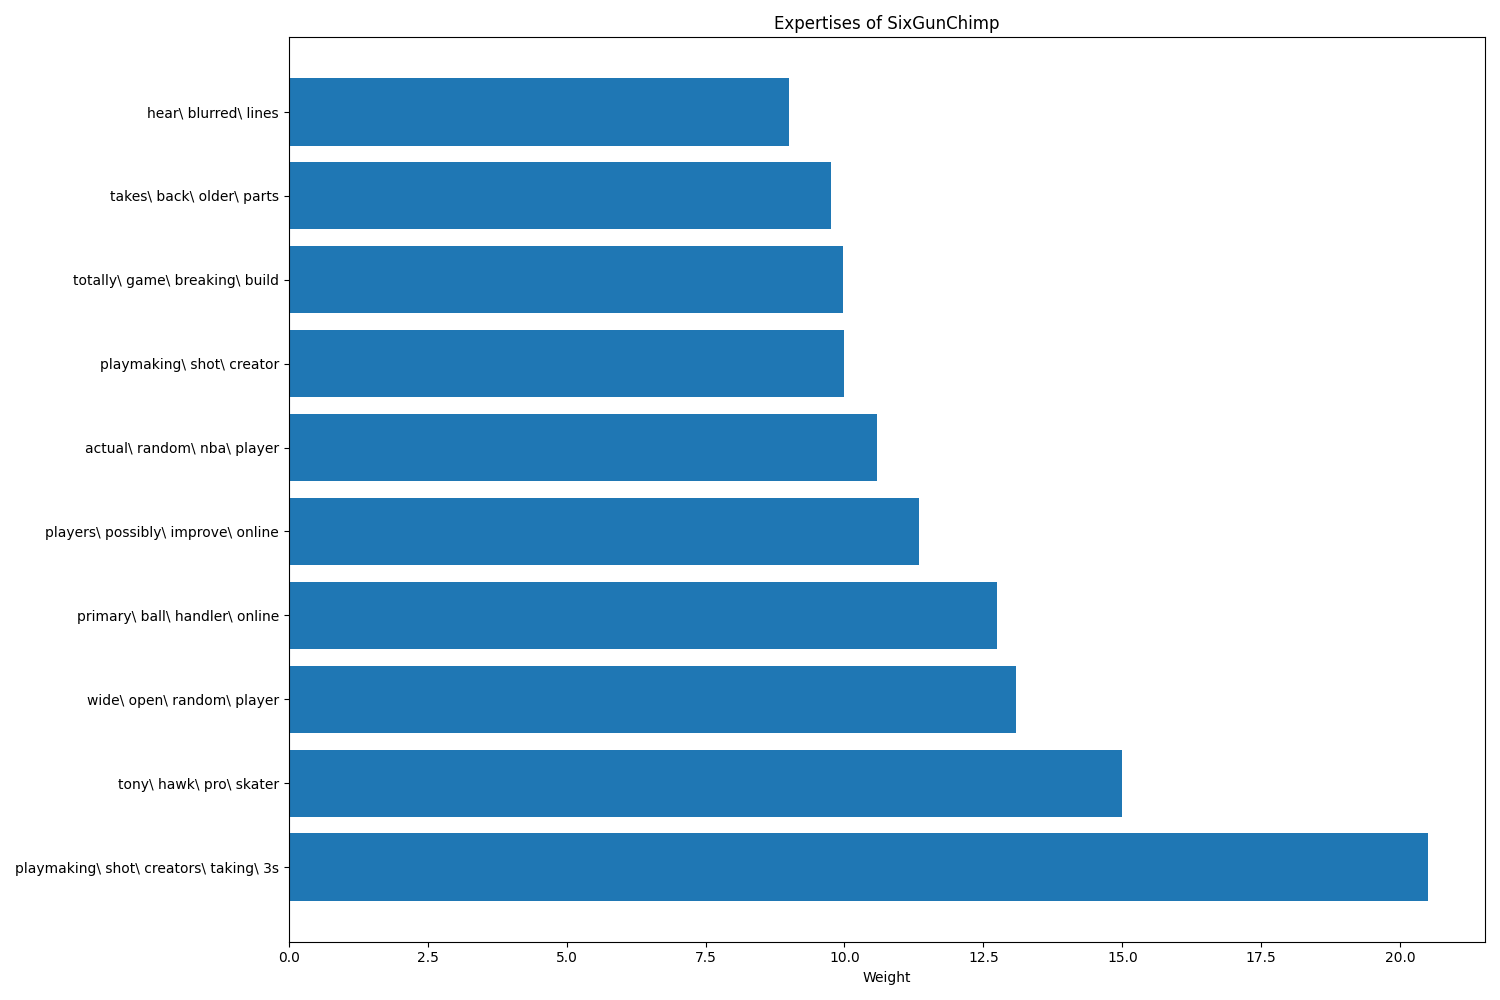 Expertises of SixGunChimp
hear\ blurred\ lines
takes\ back\ older\ parts
totally\ game\ breaking\ build
playmaking\ shot\ creator
actual\ random\ nba\ player
players\ possibly\ improve\ online
primary\ ball\ handler\ online
wide\ open\ random\ player
tony\ hawk\ pro\ skater
playmaking\ shot\ creators\ taking\ 3s
0.0 2.5 5.0 7.5 10.0 12.5 15.0 17.5 20.0
Weight